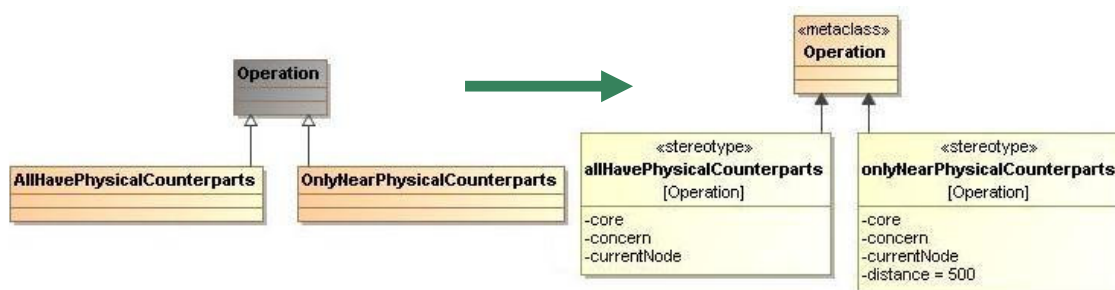 Operation
AllHavePhysicalCounterparts
OnlyNearPhysicalCounterparts
«metaclass»
Operation
«stereotype»
allHavePhysicalCounterparts
[Operation]
-core
-concern
-currentNode
«stereotype»
onlyNearPhysicalCounterparts
[Operation]
-core
-concern
-currentNode
-distance = 500